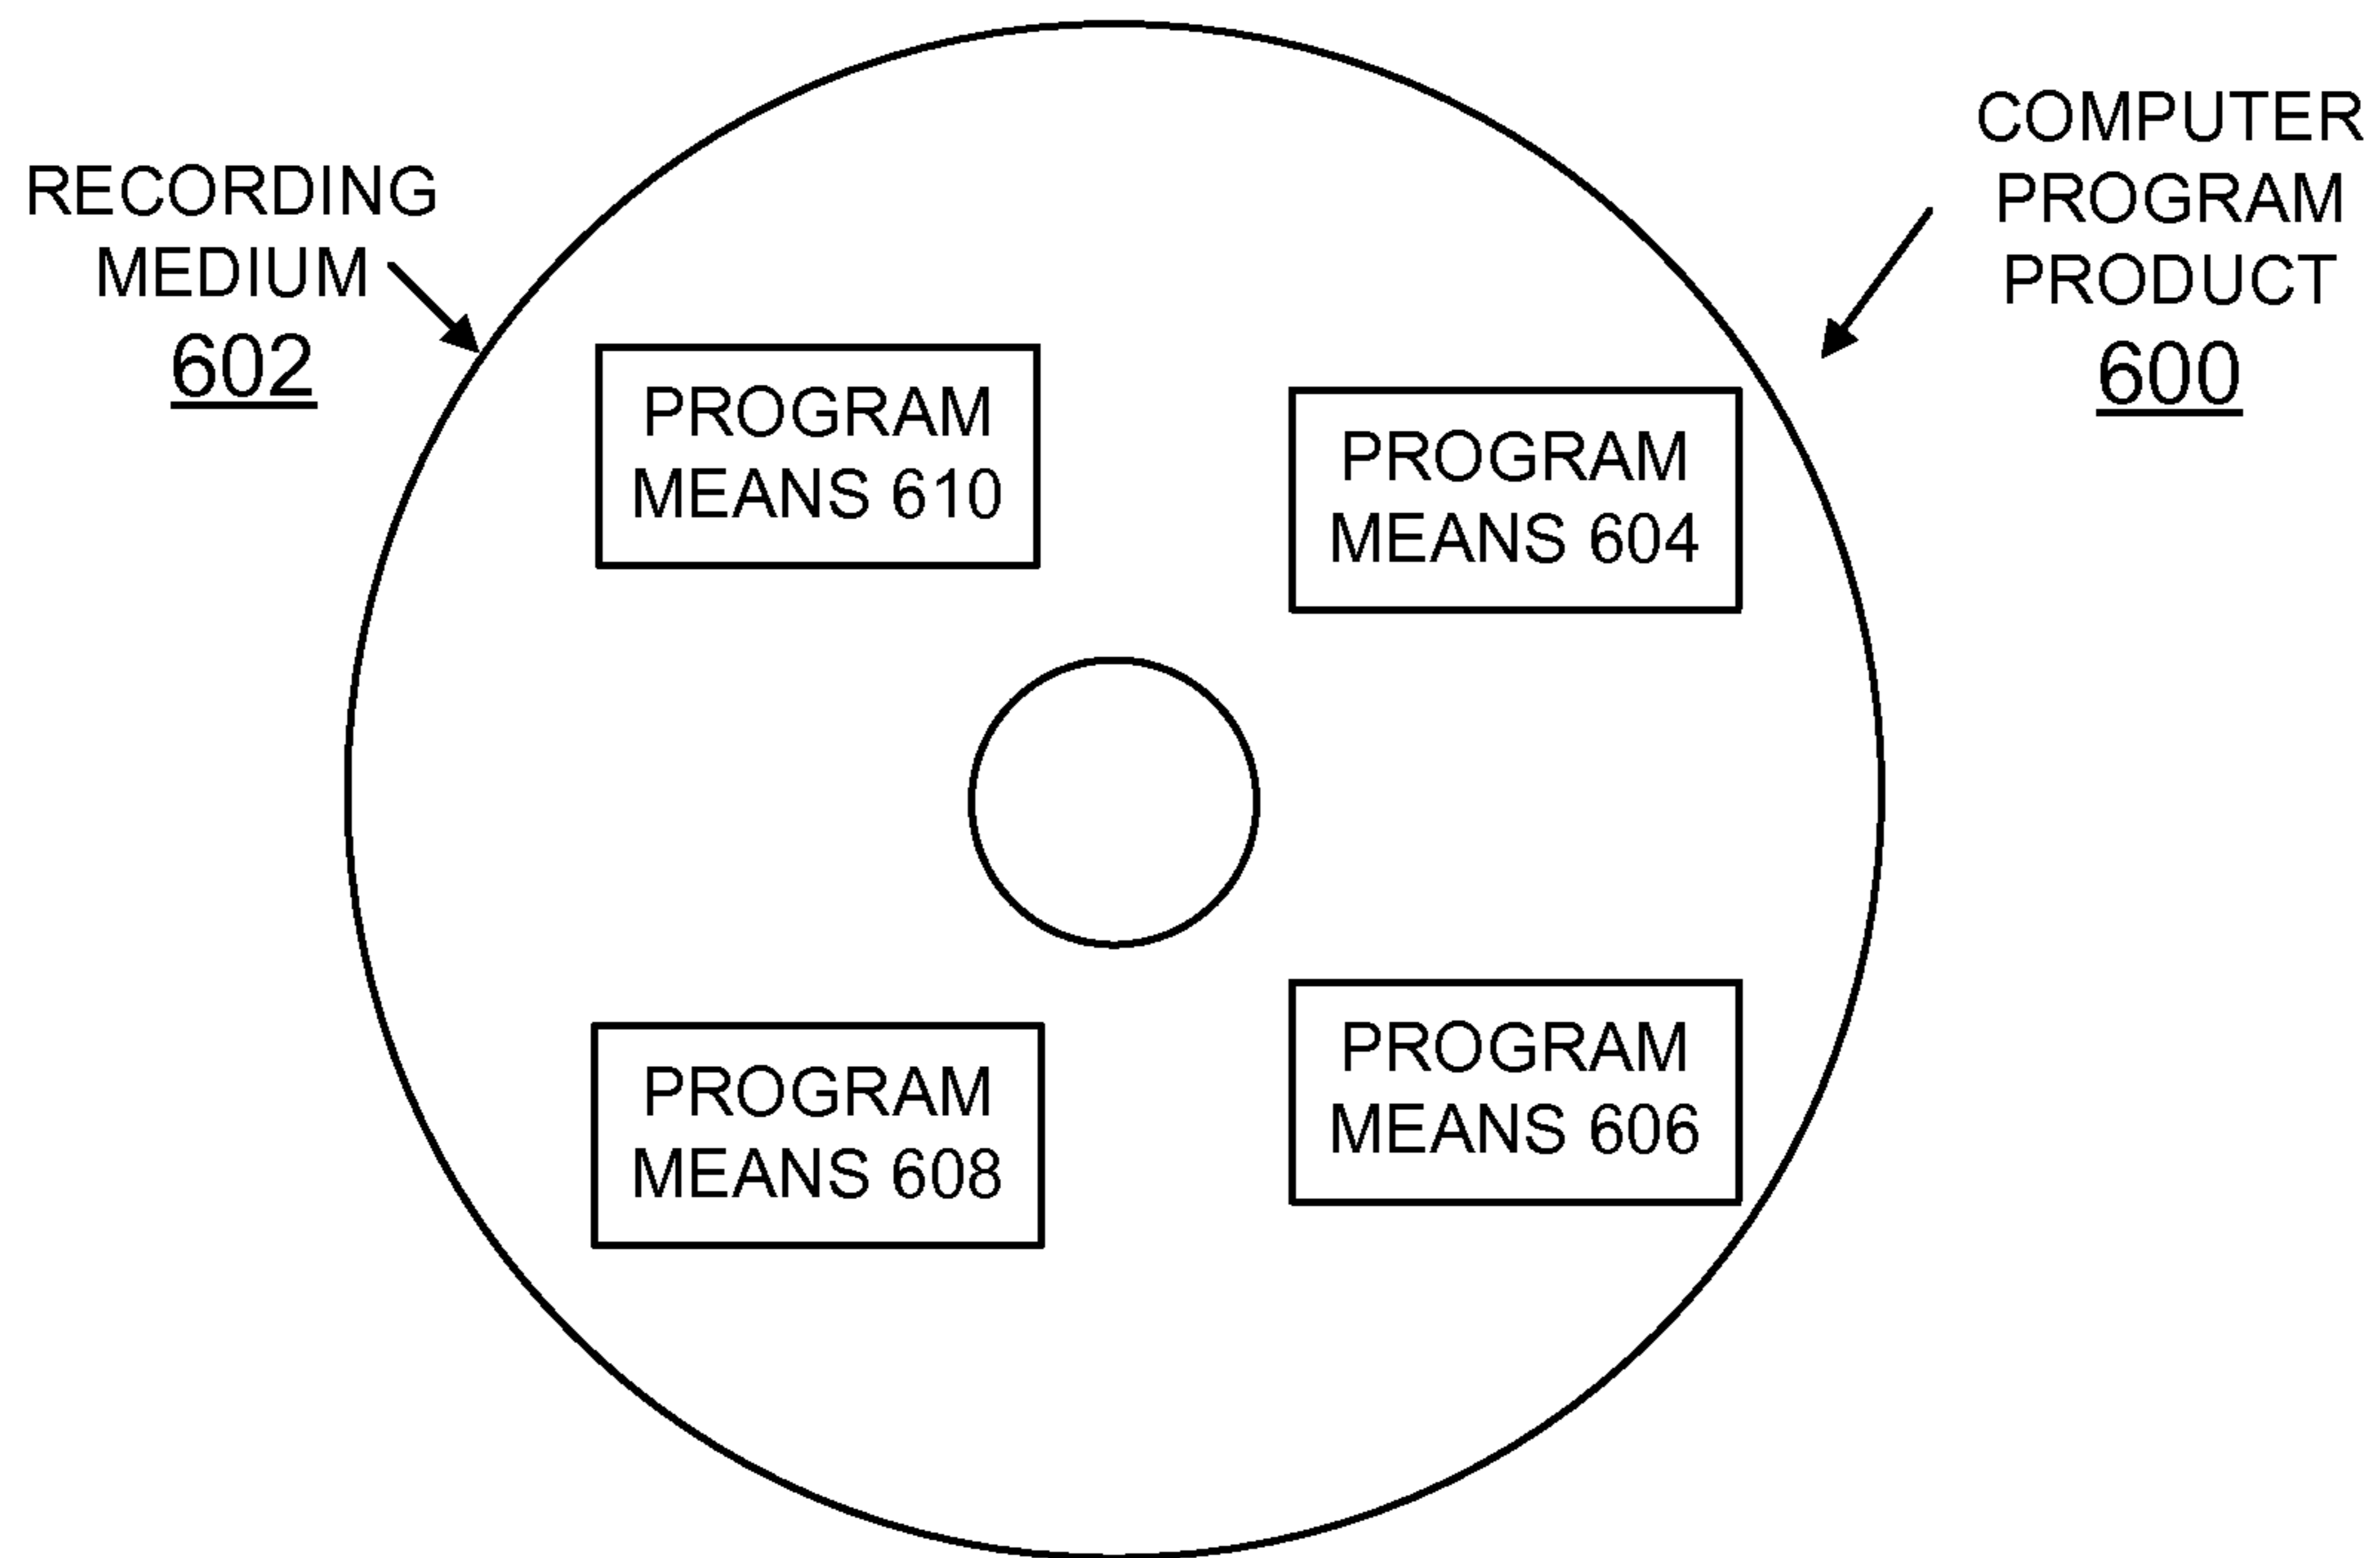 RECORDING
MEDIUM
602
COMPUTER
PROGRAM
PRODUCT
600
PROGRAM
MEANS 610
PROGRAM
MEANS 604
PROGRAM
MEANS 608
PROGRAM
MEANS 606